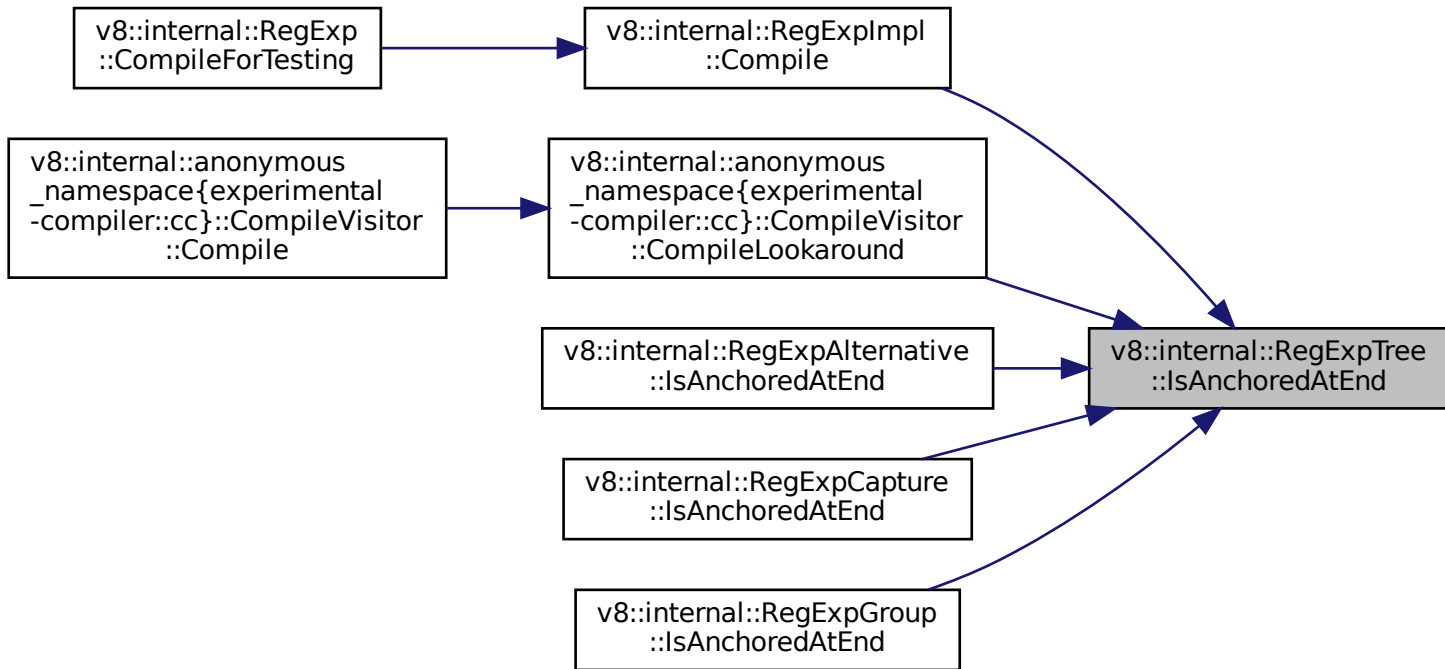 v8::internal::RegExp
::CompileForTesting
v8::internal::RegExpImpl
::Compile
v8::internal::anonymous
_namespace{experimental
-compiler::cc}::CompileVisitor
::Compile
v8::internal::anonymous
_namespace{experimental
-compiler::cc}::CompileVisitor
::CompileLookaround
v8::internal::RegExpAlternative
::IsAnchoredAtEnd
v8::internal::RegExpTree
::IsAnchoredAtEnd
v8::internal::RegExpCapture
::IsAnchoredAtEnd
v8::internal::RegExpGroup
::IsAnchoredAtEnd